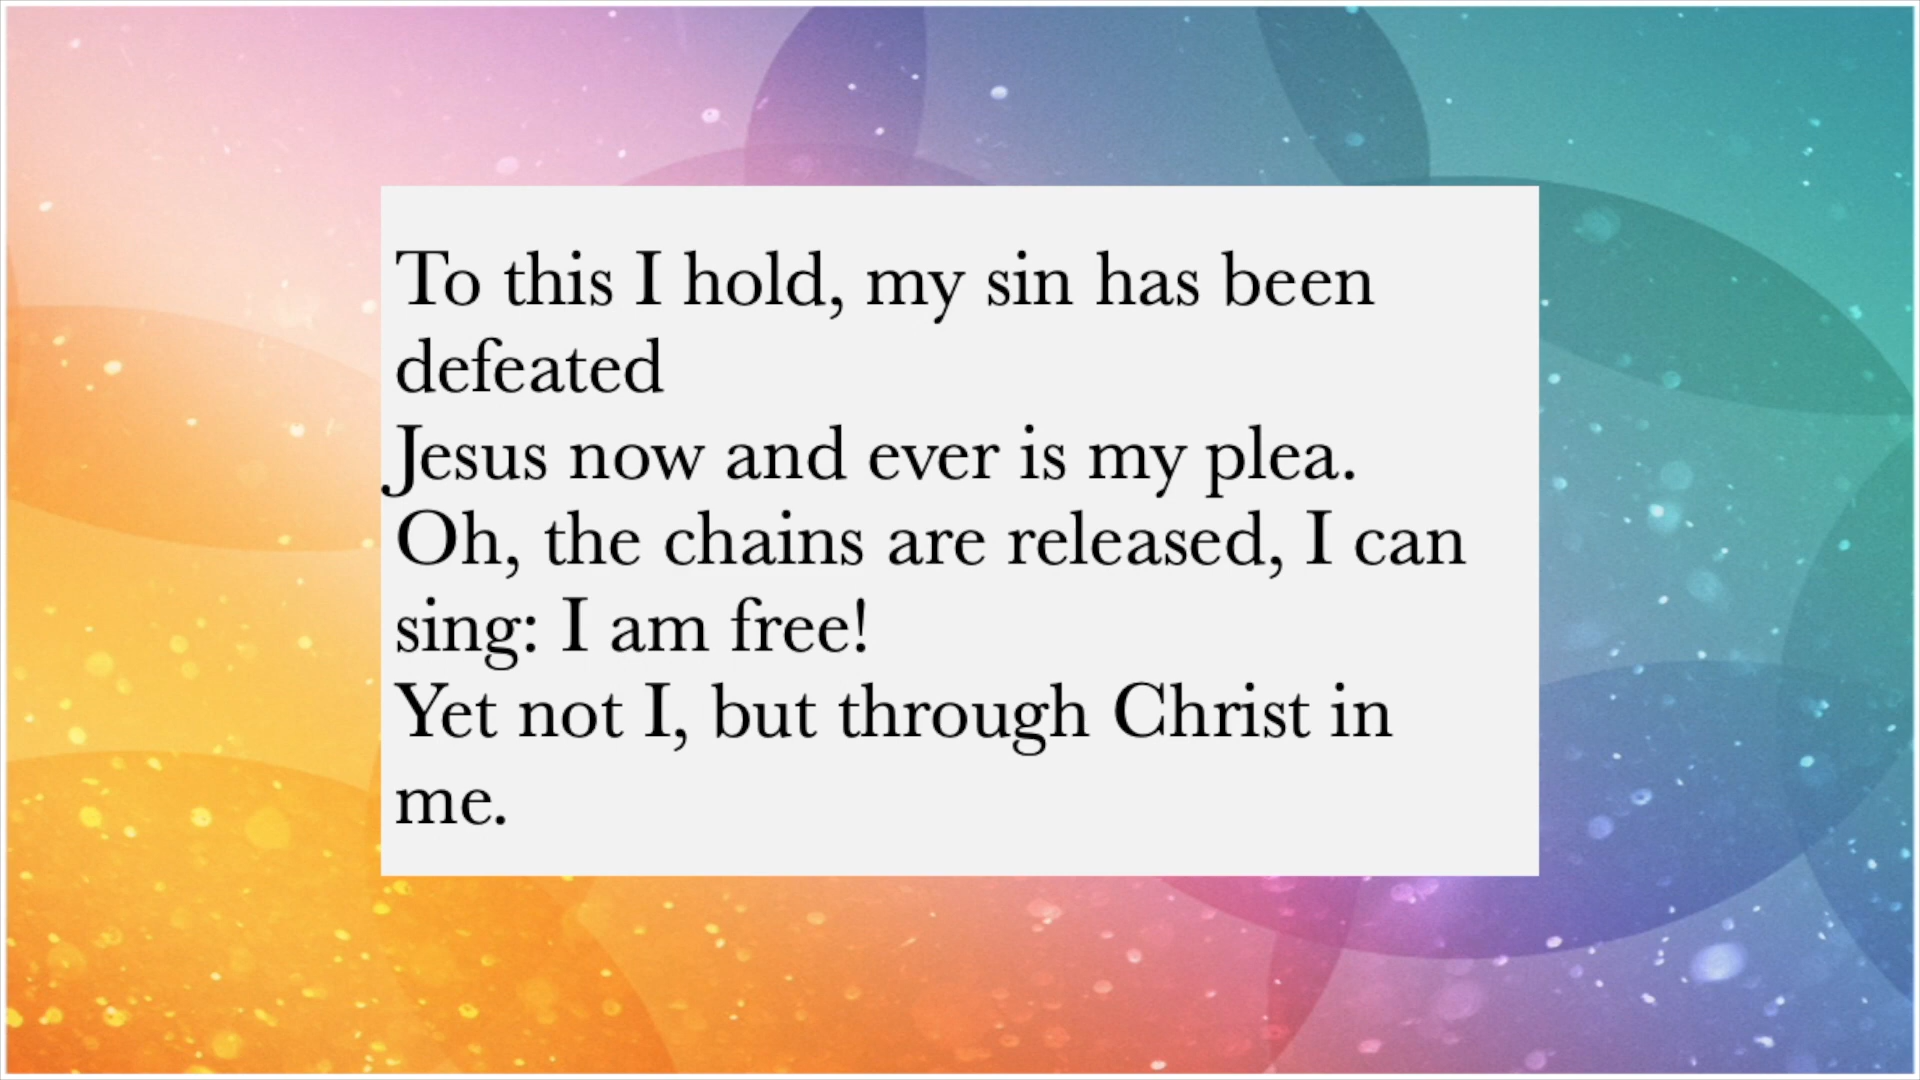 To this I hold, my sin has been
defeated
Jesus now and ever is my plea.
Oh, the chains are released, I can
sing: I am free!
Yet not I, but through Christ in
me.